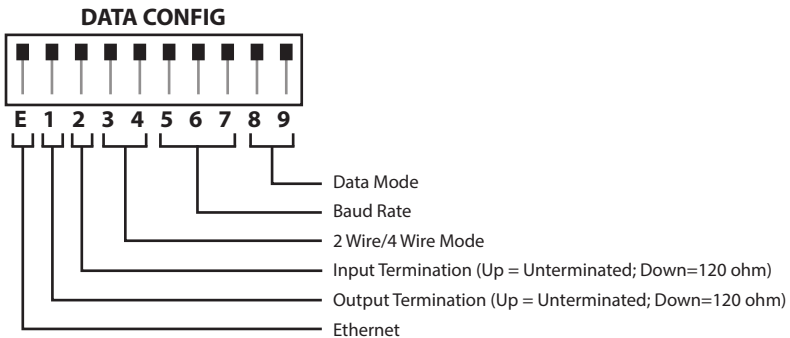 DATA CONFIG
E 1 2 3 4 5 6 7 8 9
Data Mode
Baud Rate
2 Wire/4 Wire Mode
Input Termination (Up = Unterminated; Down=120 ohm)
Output Termination (Up = Unterminated; Down=120 ohm)
Ethernet